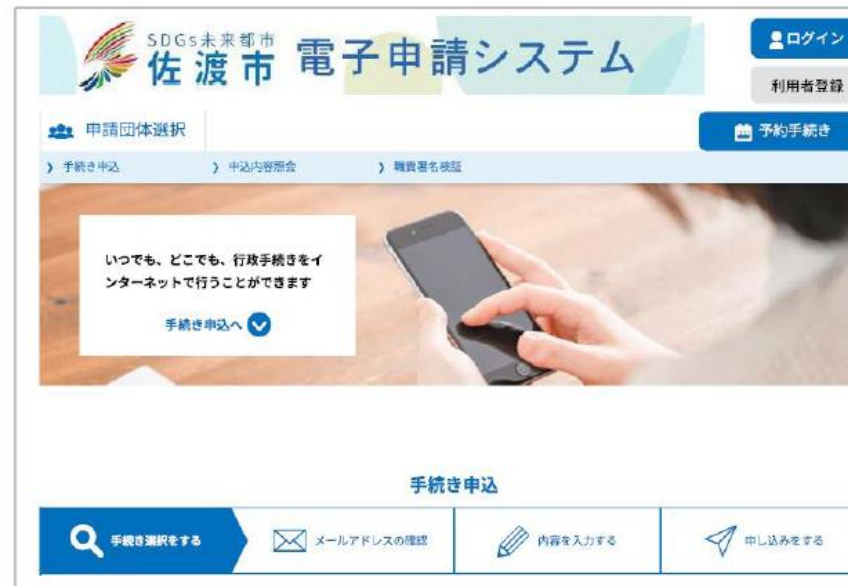 SDGs未来都市
佐渡市 電子申請システム
ログイン
利用者登録
申請団体選択
予約手続き
手続き申込
申込内容照会
職責署名検証
いつでも、どこでも、行政手続きをイ
ンターネットで行うことができます
手続き申込へ
手続き申込
手続き選択をする
メールアドレスの確認
内容を入力する
申し込みをする